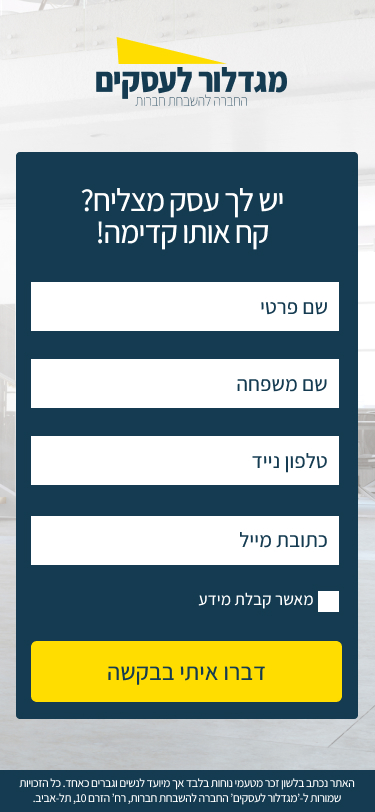 מגדלור לעסקים
החברה להשבחת חברות
יש לך עסק מצליח?
קח אותו קדימה!
שם פרטי
שם משפחה
טלפון נייד
כתובת מייל
מאשר קבלת מידע
דברו איתי בבקשה
האתר נכתב בלשון זכר מטעמי נוחות בלבד אך מיועד לנשים וגברים כאחד. כל הזכויות
שמורות ל-'מגדלור לעסקים' החברה להשבחת חברות, רח' הזרם 10, תל-אביב.